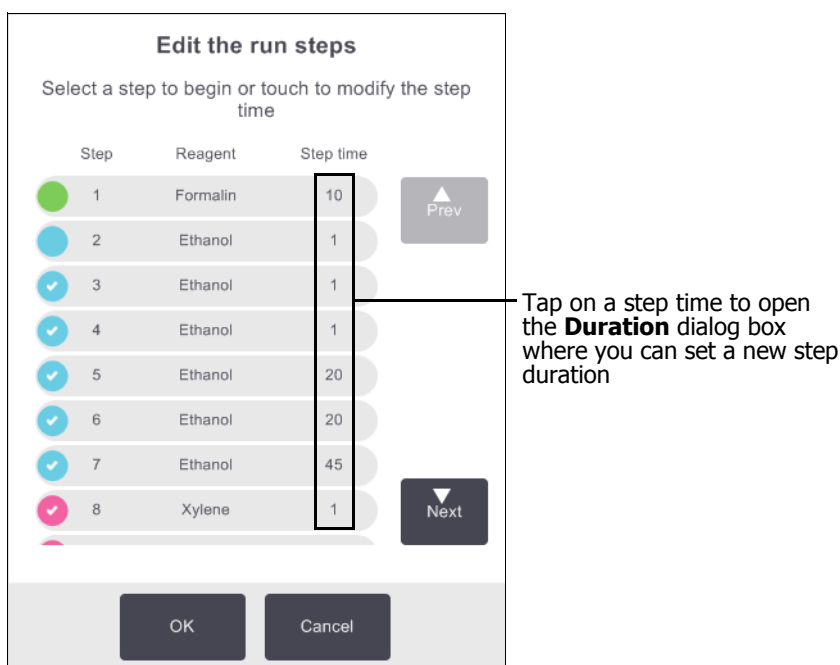 Edit the run steps
Select a step to begin or touch to modify the step
time
Step Reagent Step time
1 Formalin 10
Prev
2 Ethanol 1
3 Ethanol 1
4 Ethanol 1
5 Ethanol 20
6 Ethanol 20
7 Ethanol 45
8 Xylene 1
Next
OK Cancel
Tap on a step time to open
the Duration dialog box
where you can set a new step
duration